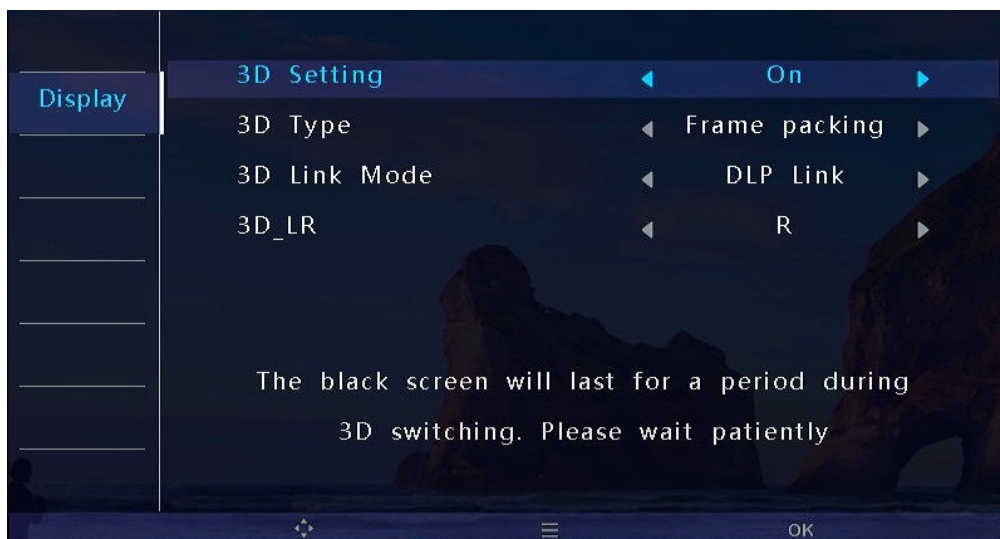 Display
3D Setting On
3D Type Frame packing
3D Link Mode DLP Link
3D_LR R
The black screen will last for a period during
3D switching. Please wait patiently
OK